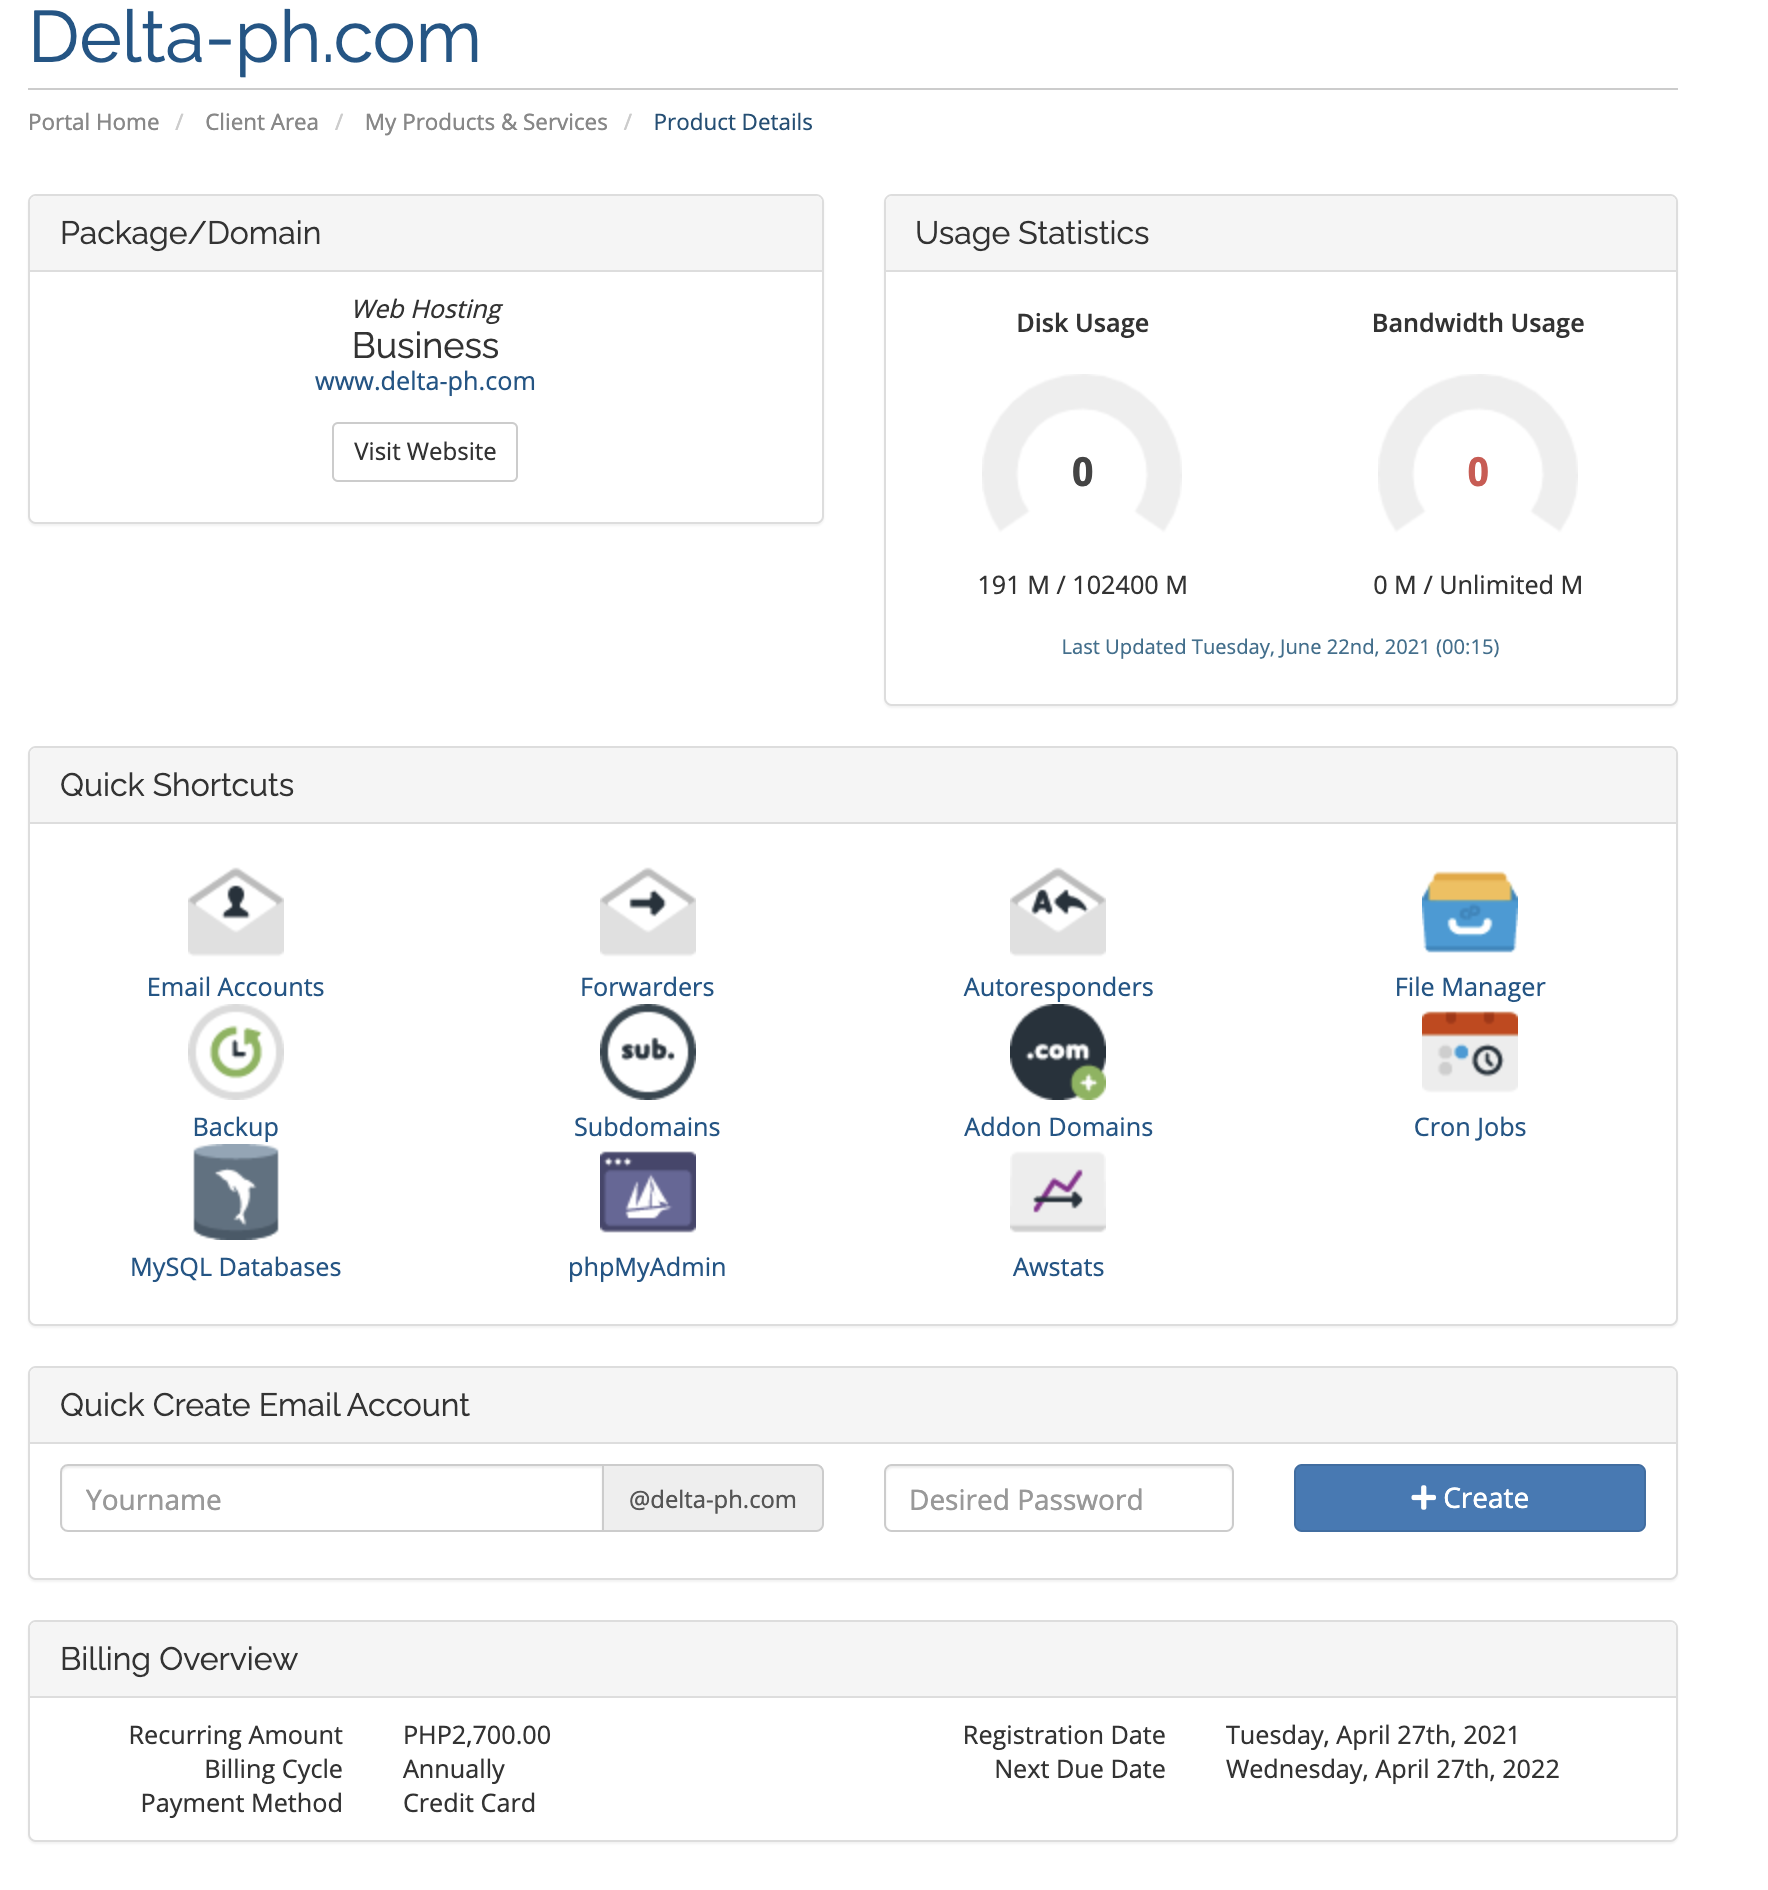 Delta-ph.com
Portal Home / Client Area / My Products & Services / Product Details
Package/Domain
Web Hosting
Business
www.delta-ph.com
Visit Website
Usage Statistics
Disk Usage
Bandwidth Usage
0
0
191 M / 102400 M
0 M / Unlimited M
Last Updated Tuesday, June 22nd, 2021 (00:15)
Quick Shortcuts
A
cP
Email Accounts
Forwarders
Autoresponders
File Manager
sub.
.com
Backup
Subdomains
Addon Domains
Cron Jobs
MySQL Databases
phpMyAdmin
Awstats
Quick Create Email Account
Yourname
@delta-ph.com
Desired Password
+ Create
Billing Overview
Recurring Amount PHP2,700.00
Billing Cycle Annually
Payment Method Credit Card
Registration Date Tuesday, April 27th, 2021
Next Due Date Wednesday, April 27th, 2022